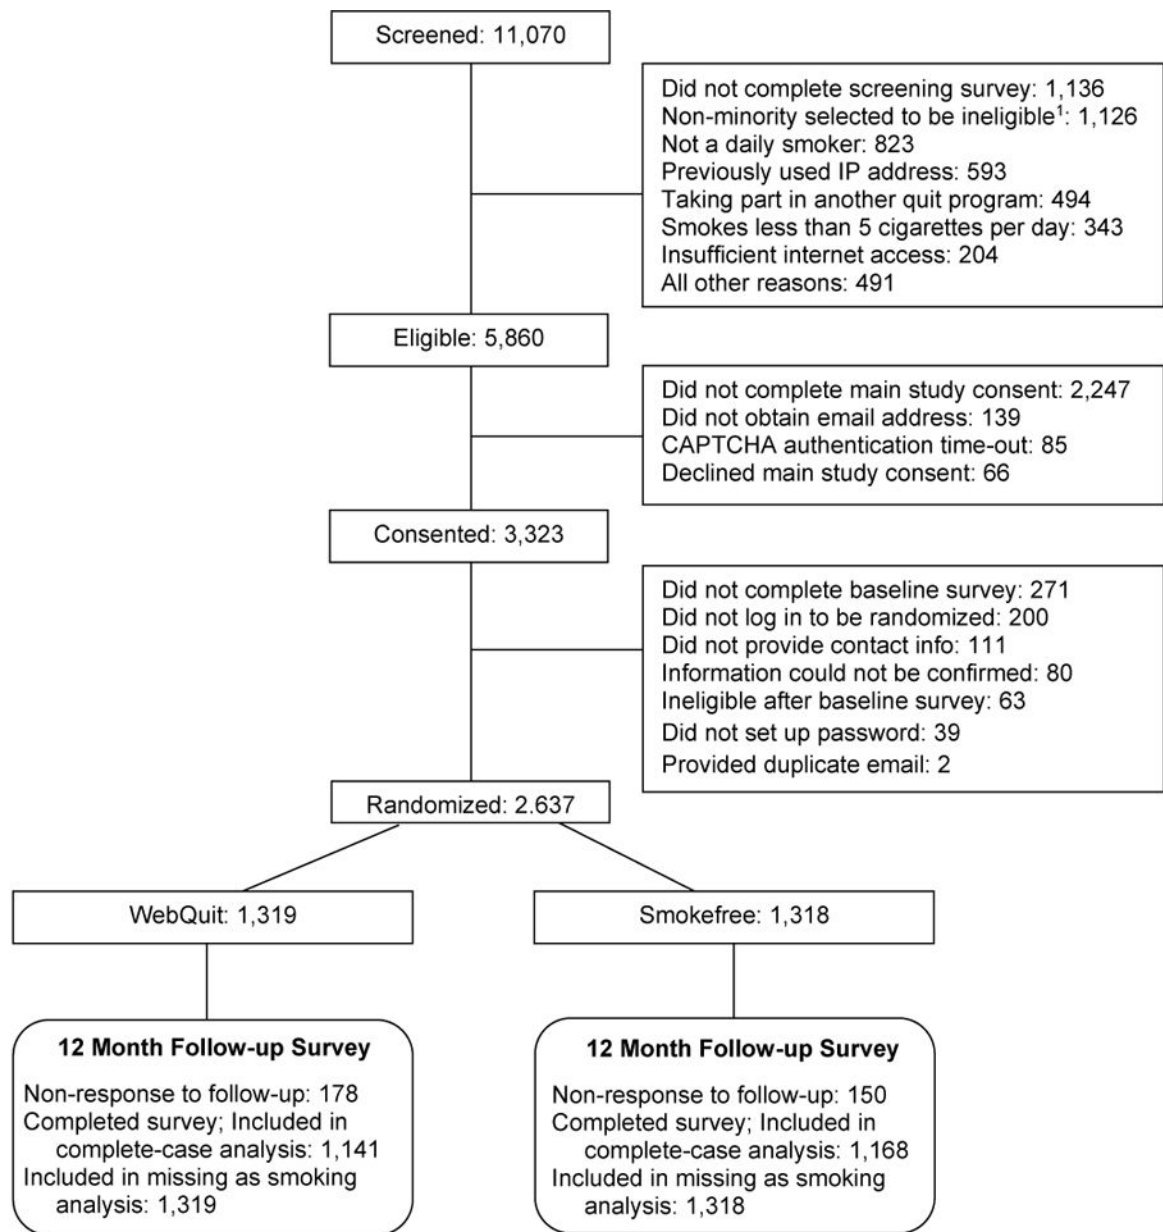 Screened: 11,070
Did not complete screening survey: 1,136
Non-minority selected to be ineligible¹: 1,126
Not a daily smoker: 823
Previously used IP address: 593
Taking part in another quit program: 494
Smokes less than 5 cigarettes per day: 343
Insufficient internet access: 204
All other reasons: 491
Eligible: 5,860
Did not complete main study consent: 2,247
Did not obtain email address: 139
CAPTCHA authentication time-out: 85
Declined main study consent: 66
Consented: 3,323
Did not complete baseline survey: 271
Did not log in to be randomized: 200
Did not provide contact info: 111
Information could not be confirmed: 80
Ineligible after baseline survey: 63
Did not set up password: 39
Provided duplicate email: 2
Randomized: 2.637
WebQuit: 1,319
Smokefree: 1,318
12 Month Follow-up Survey
Non-response to follow-up: 178
Completed survey; Included in
complete-case analysis: 1,141
Included in missing as smoking
analysis: 1,319
12 Month Follow-up Survey
Non-response to follow-up: 150
Completed survey; Included in
complete-case analysis: 1,168
Included in missing as smoking
analysis: 1,318